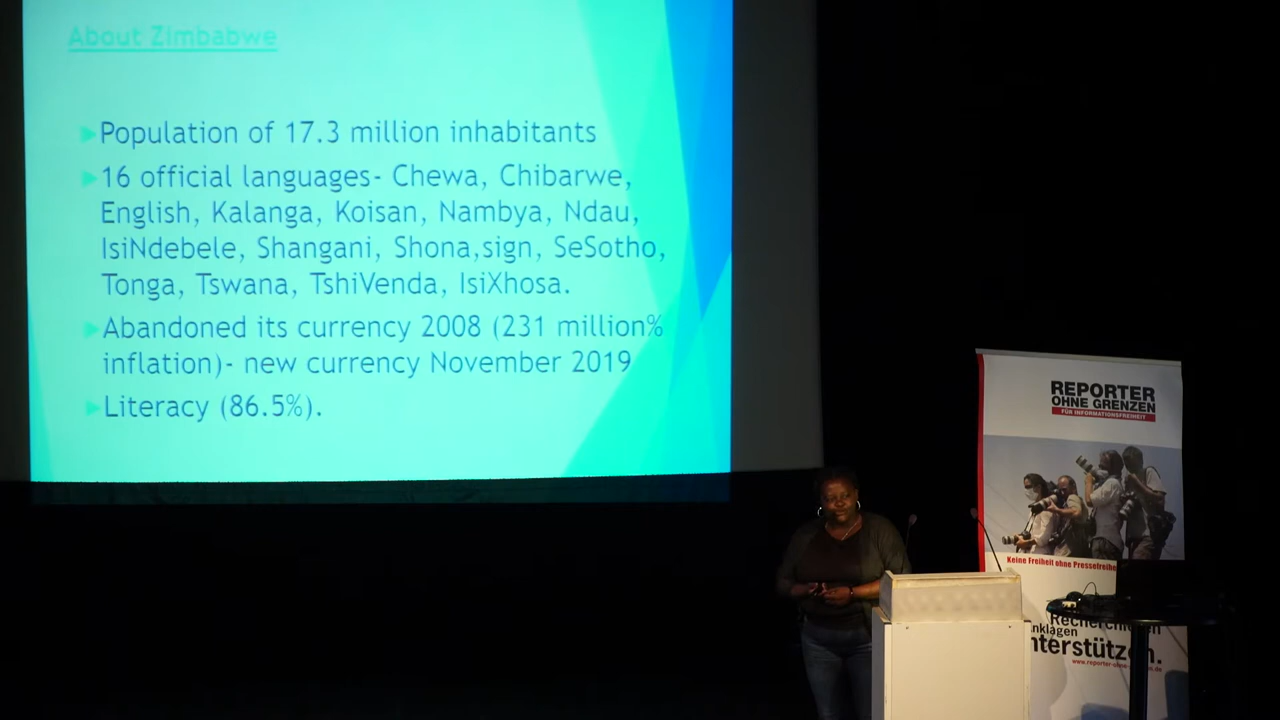 About Zimbabwe
Population of 17.3 million inhabitants
16 official languages- Chewa, Chibarwe,
English, Kalanga, Koisan, Nambya, Ndau,
IsiNdebele, Shangani, Shona,sign, SeSotho,
Tonga, Tswana, TshiVenda, IsiXhosa.
Abandoned its currency 2008 (231 million%
inflation)- new currency November 2019
Literacy (86.5%).
REPORTER
OHNE GRENZEN
FÜR INFORMATIONSFREIHEIT
Keine Freiheit ohne Pressefreihe